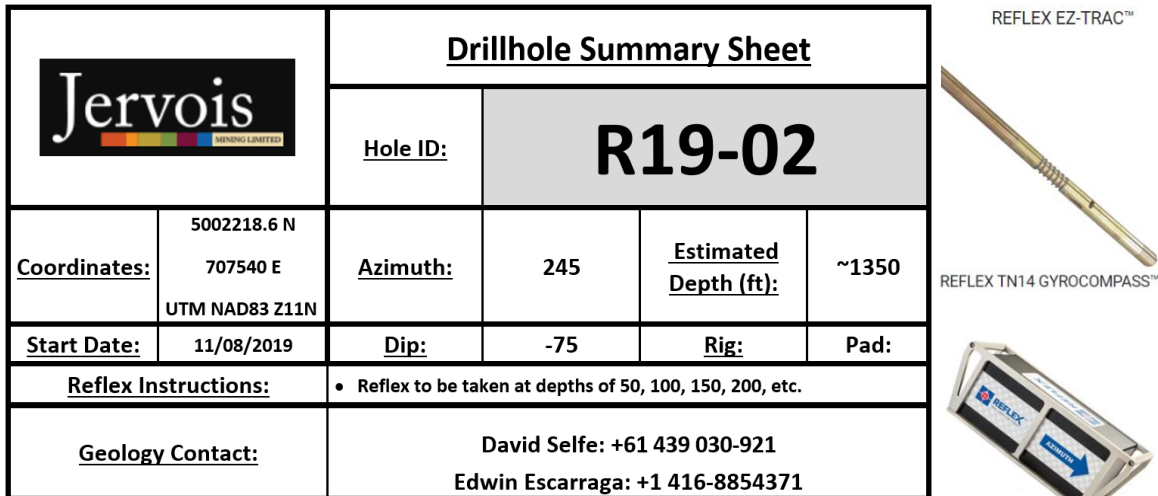 Jervois
MINING LIMITED
Drillhole Summary Sheet
Hole ID:
R19-02
Coordinates:
5002218.6 N
707540 E
UTM NAD83 Z11N
Azimuth:
245
Estimated
Depth (ft):
~1350
Start Date:
11/08/2019
Dip:
-75
Rig:
Pad:
Reflex Instructions:
• Reflex to be taken at depths of 50, 100, 150, 200, etc.
Geology Contact:
David Selfe: +61 439 030-921
Edwin Escarraga: +1 416-8854371
REFLEX EZ-TRAC™
REFLEX TN14 GYROCOMPASS™
REFLEX
AZIMUTH